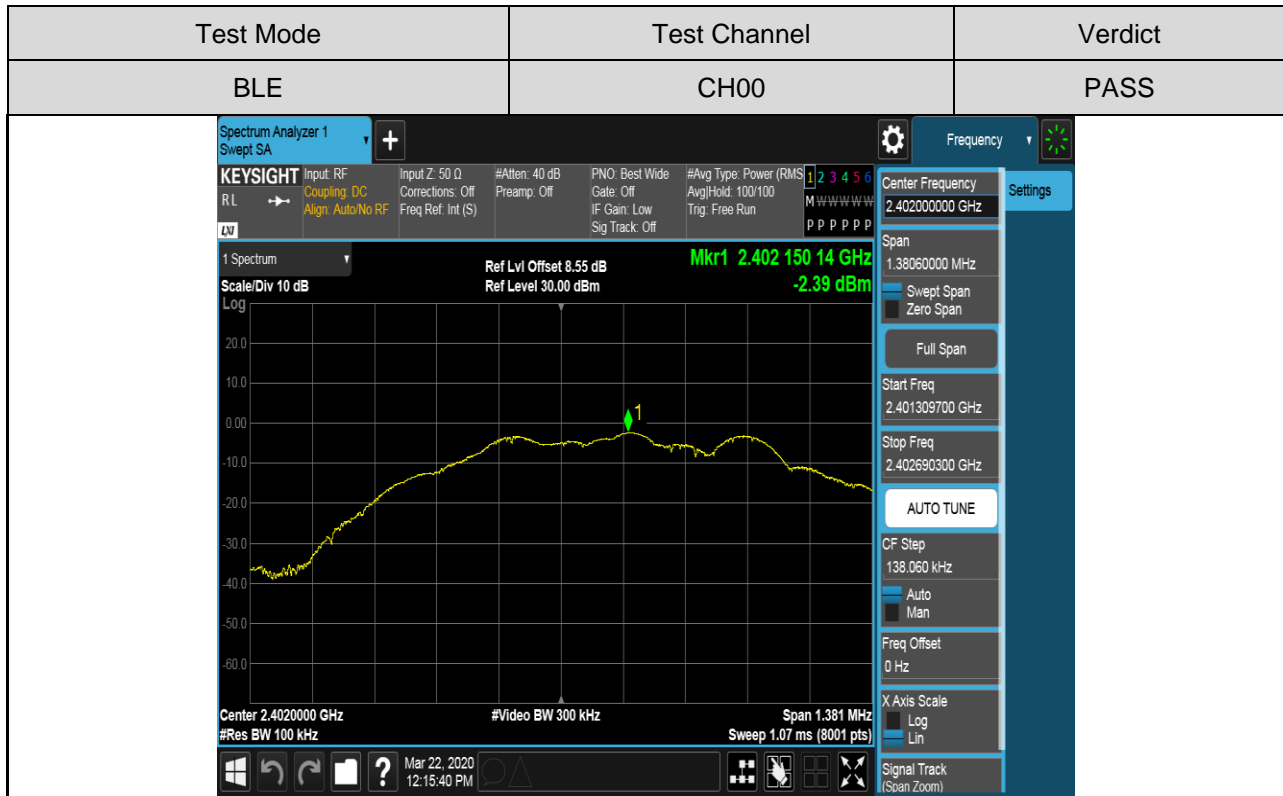 Test Mode Test Channel Verdict
BLE CH00 PASS
Spectrum Analyzer 1
Swept SA
+
Frequency
KEYSIGHT
RL
LXI
Input: RF
Coupling: DC
Align: Auto/No RF
Input Z: 50 Ω
Corrections: Off
Freq Ref: Int (S)
#Atten: 40 dB
Preamp: Off
PNO: Best Wide
Gate: Off
IF Gain: Low
Sig Track: Off
#Avg Type: Power (RMS
Avg|Hold: 100/100
Trig: Free Run
1 2 3 4 5 6
M W W W W W
P P P P P P
1 Spectrum
Scale/Div 10 dB
Ref Lvl Offset 8.55 dB
Ref Level 30.00 dBm
Mkr1 2.402 150 14 GHz
-2.39 dBm
Log
20.0
10.0
0.00
-10.0
-20.0
-30.0
-40.0
-50.0
-60.0
1
Center 2.4020000 GHz
#Res BW 100 kHz
#Video BW 300 kHz
Span 1.381 MHz
Sweep 1.07 ms (8001 pts)
Center Frequency
2.402000000 GHz
Settings
Span
1.38060000 MHz
Swept Span
Zero Span
Full Span
Start Freq
2.401309700 GHz
Stop Freq
2.402690300 GHz
AUTO TUNE
CF Step
138.060 kHz
Auto
Man
Freq Offset
0 Hz
X Axis Scale
Log
Lin
Signal Track
(Span Zoom)
?
Mar 22, 2020
12:15:40 PM